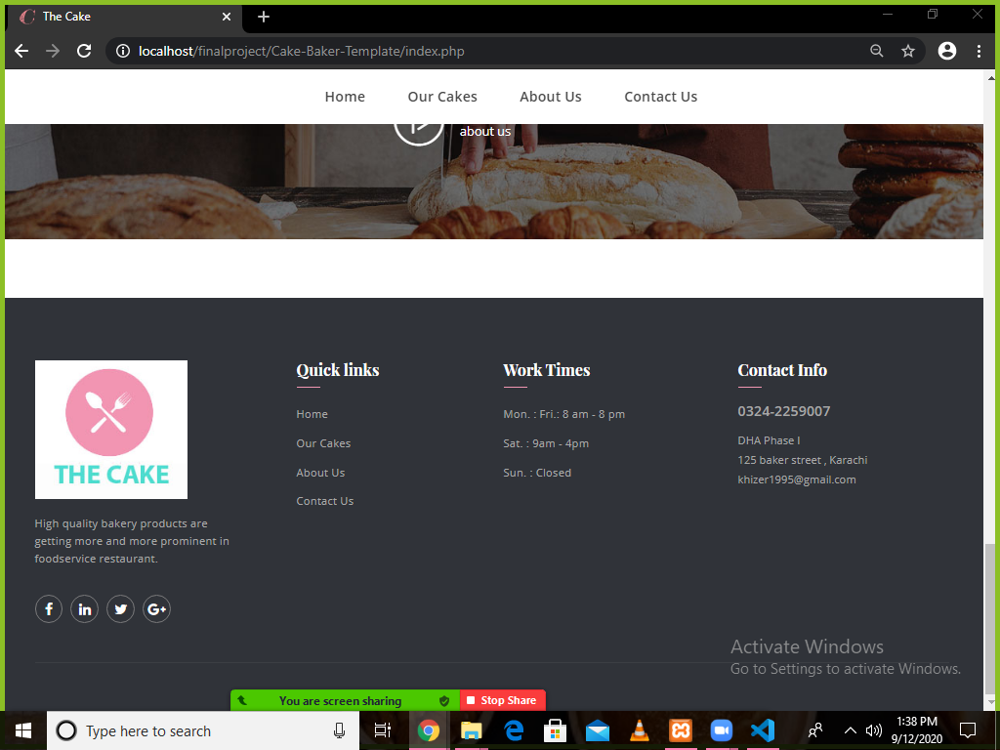 The Cake
localhost/finalproject/Cake-Baker-Template/index.php
Home Our Cakes About Us Contact Us
about us
THE CAKE
High quality bakery products are
getting more and more prominent in
foodservice restaurant.
Quick links
Home
Our Cakes
About Us
Contact Us
Work Times
Mon. : Fri.: 8 am - 8 pm
Sat. : 9am - 4pm
Sun. : Closed
Contact Info
0324-2259007
DHA Phase I
125 baker street , Karachi
khizer1995@gmail.com
Activate Windows
Go to Settings to activate Windows.
You are screen sharing Stop Share
Type here to search
1:38 PM
9/12/2020